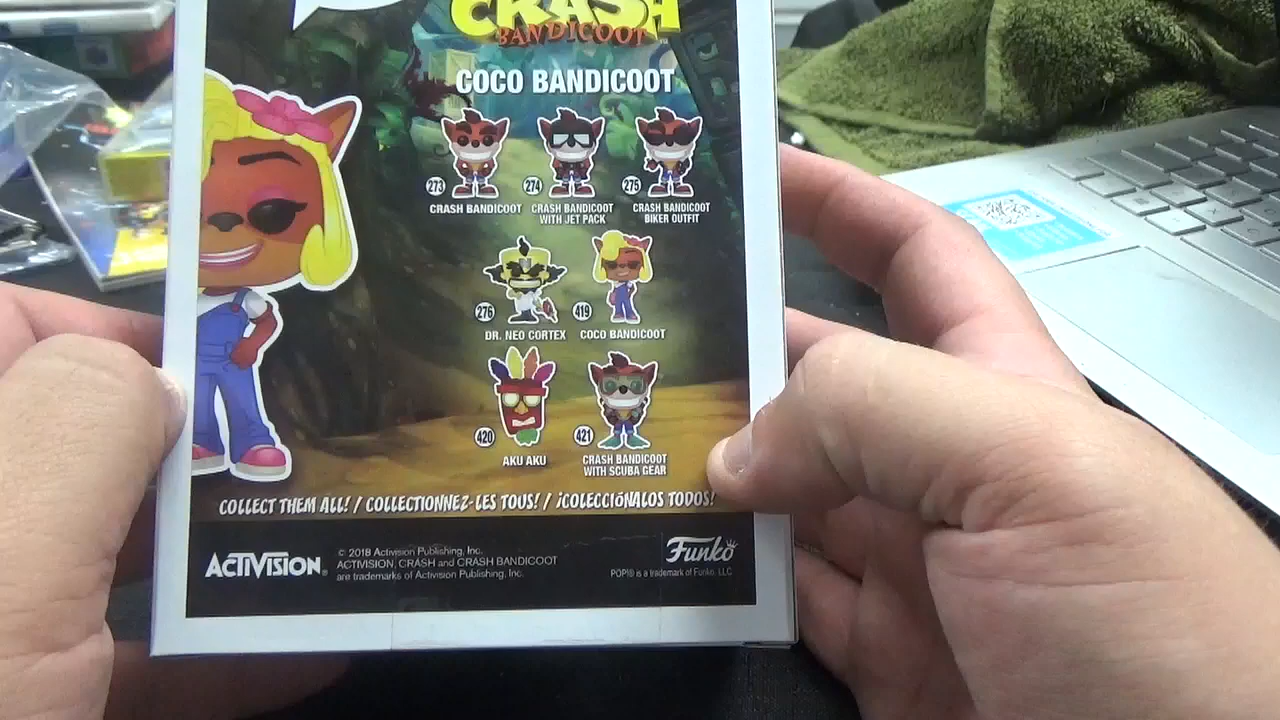 CRASH
BANDICOOT
COCO BANDICOOT
273
CRASH BANDICOOT
274
CRASH BANDICOOT
WITH JET PACK
275
CRASH BANDICOOT
BIKER OUTFIT
276
DR. NEO CORTEX
419
COCO BANDICOOT
420
AKU AKU
421
CRASH BANDICOOT
WITH SCUBA GEAR
COLLECT THEM ALL! / COLLECTIONNEZ-LES TOUS! / ¡COLECCIÓNALOS TODOS!
ACTIVISION®
© 2018 Activision Publishing, Inc.
ACTIVISION, CRASH and CRASH BANDICOOT
are trademarks of Activision Publishing, Inc.
Funko
POP!® is a trademark of Funko, LLC